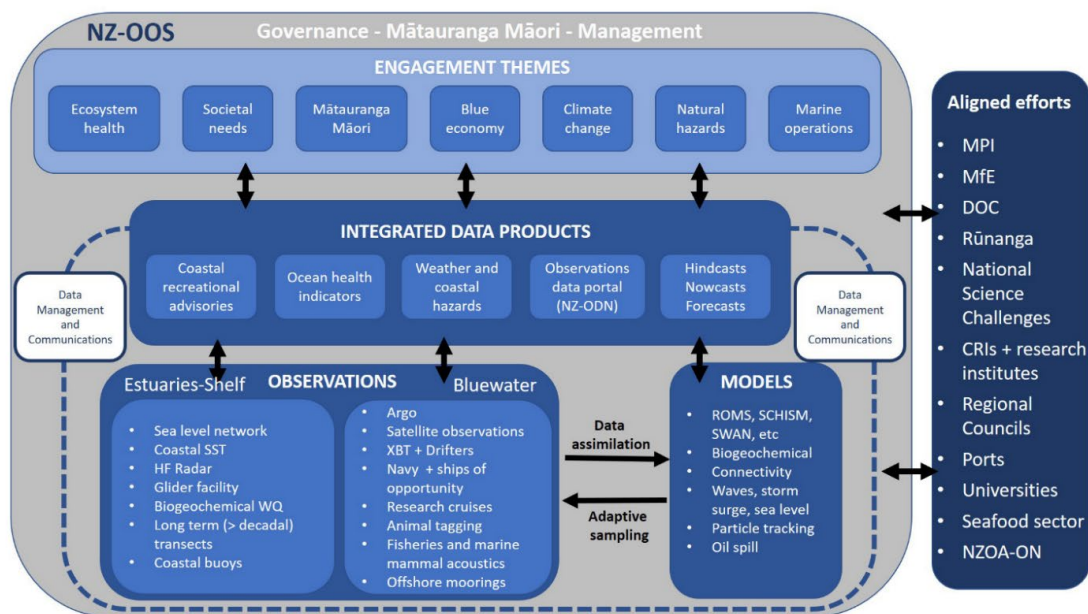 NZ-OOS
Governance - Mātauranga Māori - Management
ENGAGEMENT THEMES
Ecosystem
health
Societal
needs
Mātauranga
Māori
Blue
economy
Climate
change
Natural
hazards
Marine
operations
INTEGRATED DATA PRODUCTS
Coastal
recreational
advisories
Ocean health
indicators
Weather and
coastal
hazards
Observations
data portal
(NZ-ODN)
Hindcasts
Nowcasts
Forecasts
Data
Management
and
Communications
Data
Management
and
Communications
OBSERVATIONS
Estuaries-Shelf
• Sea level network
• Coastal SST
• HF Radar
• Glider facility
• Biogeochemical WQ
• Long term (> decadal)
transects
• Coastal buoys
Bluewater
• Argo
• Satellite observations
• XBT + Drifters
• Navy + ships of
opportunity
• Research cruises
• Animal tagging
• Fisheries and marine
mammal acoustics
• Offshore moorings
Data
assimilation
Adaptive
sampling
MODELS
• ROMS, SCHISM,
SWAN, etc
• Biogeochemical
• Connectivity
• Waves, storm
surge, sea level
• Particle tracking
• Oil spill
Aligned efforts
• MPI
• MfE
• DOC
• Rūnanga
• National
Science
Challenges
• CRIs + research
institutes
• Regional
Councils
• Ports
• Universities
• Seafood sector
• NZOA-ON